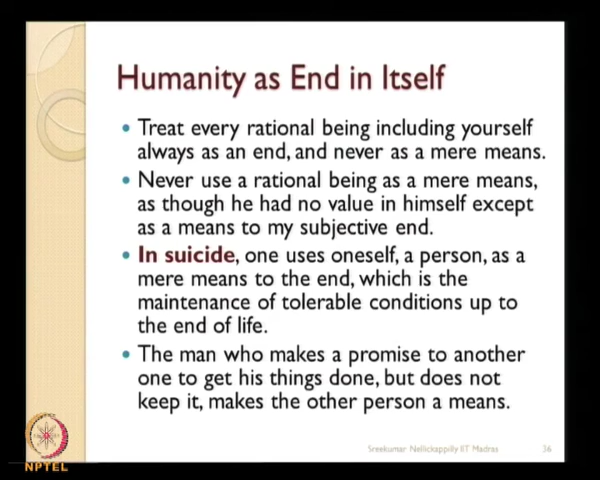 Humanity as End in Itself
• Treat every rational being including yourself
always as an end, and never as a mere means.
• Never use a rational being as a mere means,
as though he had no value in himself except
as a means to my subjective end.
• In suicide, one uses oneself, a person, as a
mere means to the end, which is the
maintenance of tolerable conditions up to
the end of life.
• The man who makes a promise to another
one to get his things done, but does not
keep it, makes the other person a means.
Sreekumar Nellickappilly IIT Madras 36
NPTEL